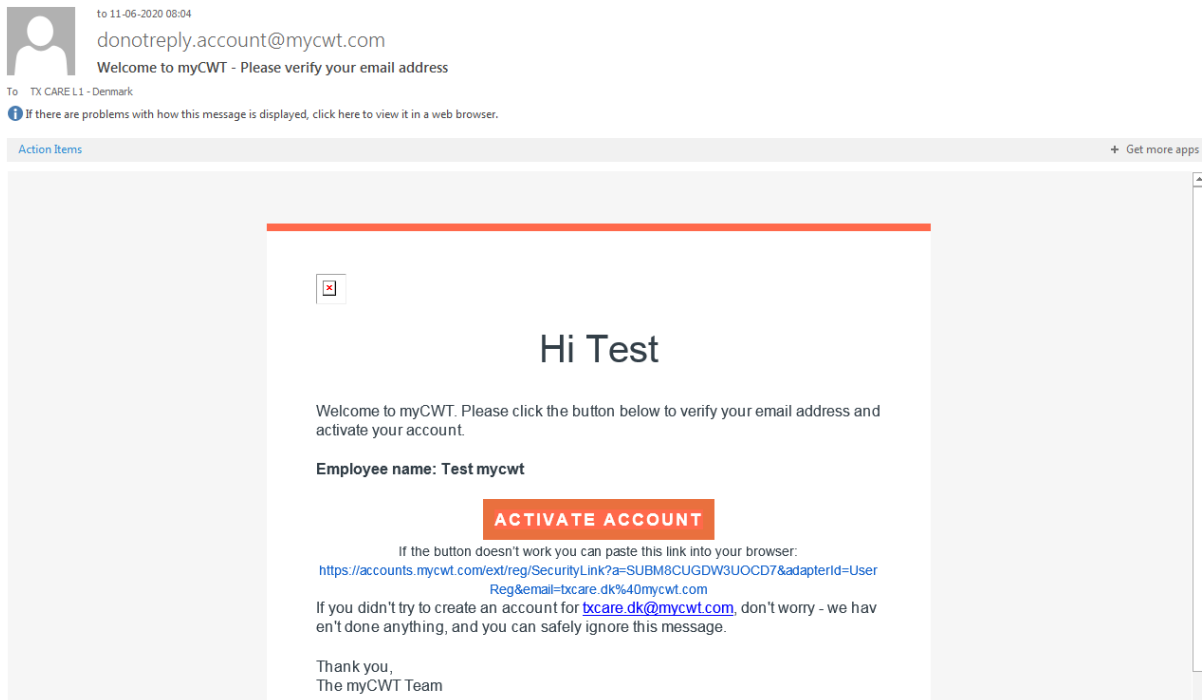 to 11-06-2020 08:04
donotreply.account@mycwt.com
Welcome to myCWT - Please verify your email address
To TX CARE L1 - Denmark
If there are problems with how this message is displayed, click here to view it in a web browser.
Action Items
+ Get more apps
Hi Test
Welcome to myCWT. Please click the button below to verify your email address and
activate your account.
Employee name: Test mycwt
ACTIVATE ACCOUNT
If the button doesn't work you can paste this link into your browser:
https://accounts.mycwt.com/ext/reg/SecurityLink?a=SUBM8CUGDW3UOCD7&adapterId=User
Reg&email=txcare.dk%40mycwt.com
If you didn't try to create an account for txcare.dk@mycwt.com, don't worry - we hav
en't done anything, and you can safely ignore this message.
Thank you,
The myCWT Team